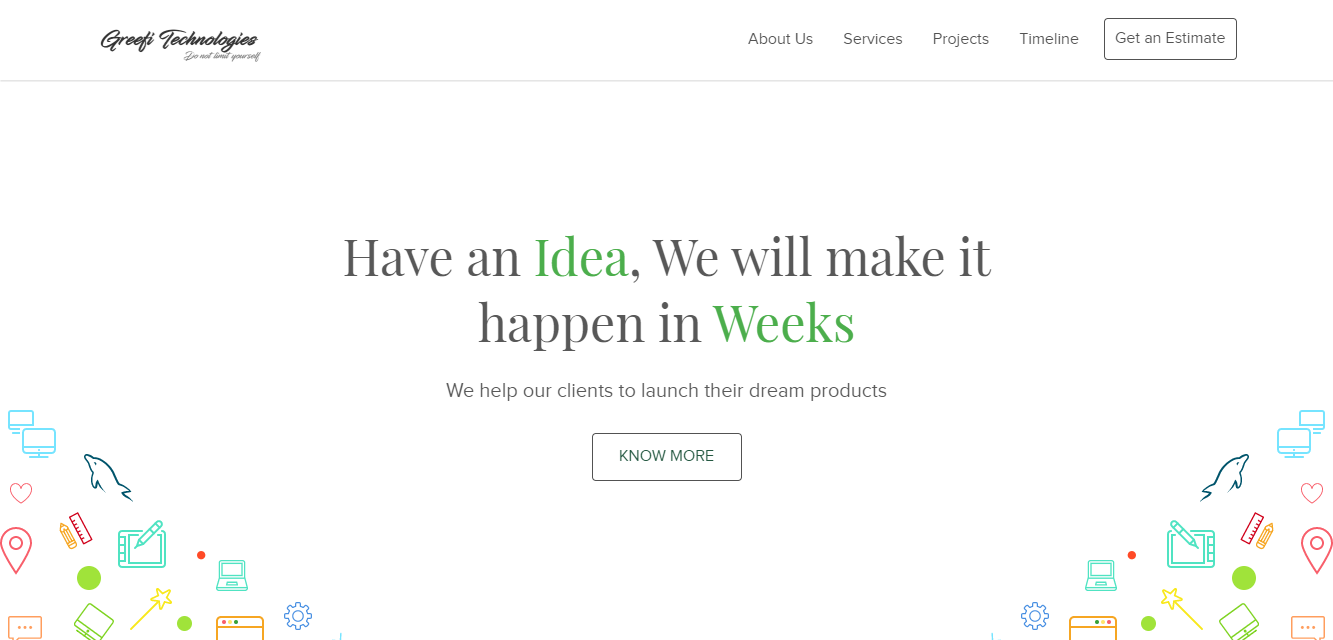 Greefi Technologies
Do not limit yourself
About Us
Services
Projects
Timeline
Get an Estimate
Have an Idea, We will make it
happen in Weeks
We help our clients to launch their dream products
KNOW MORE